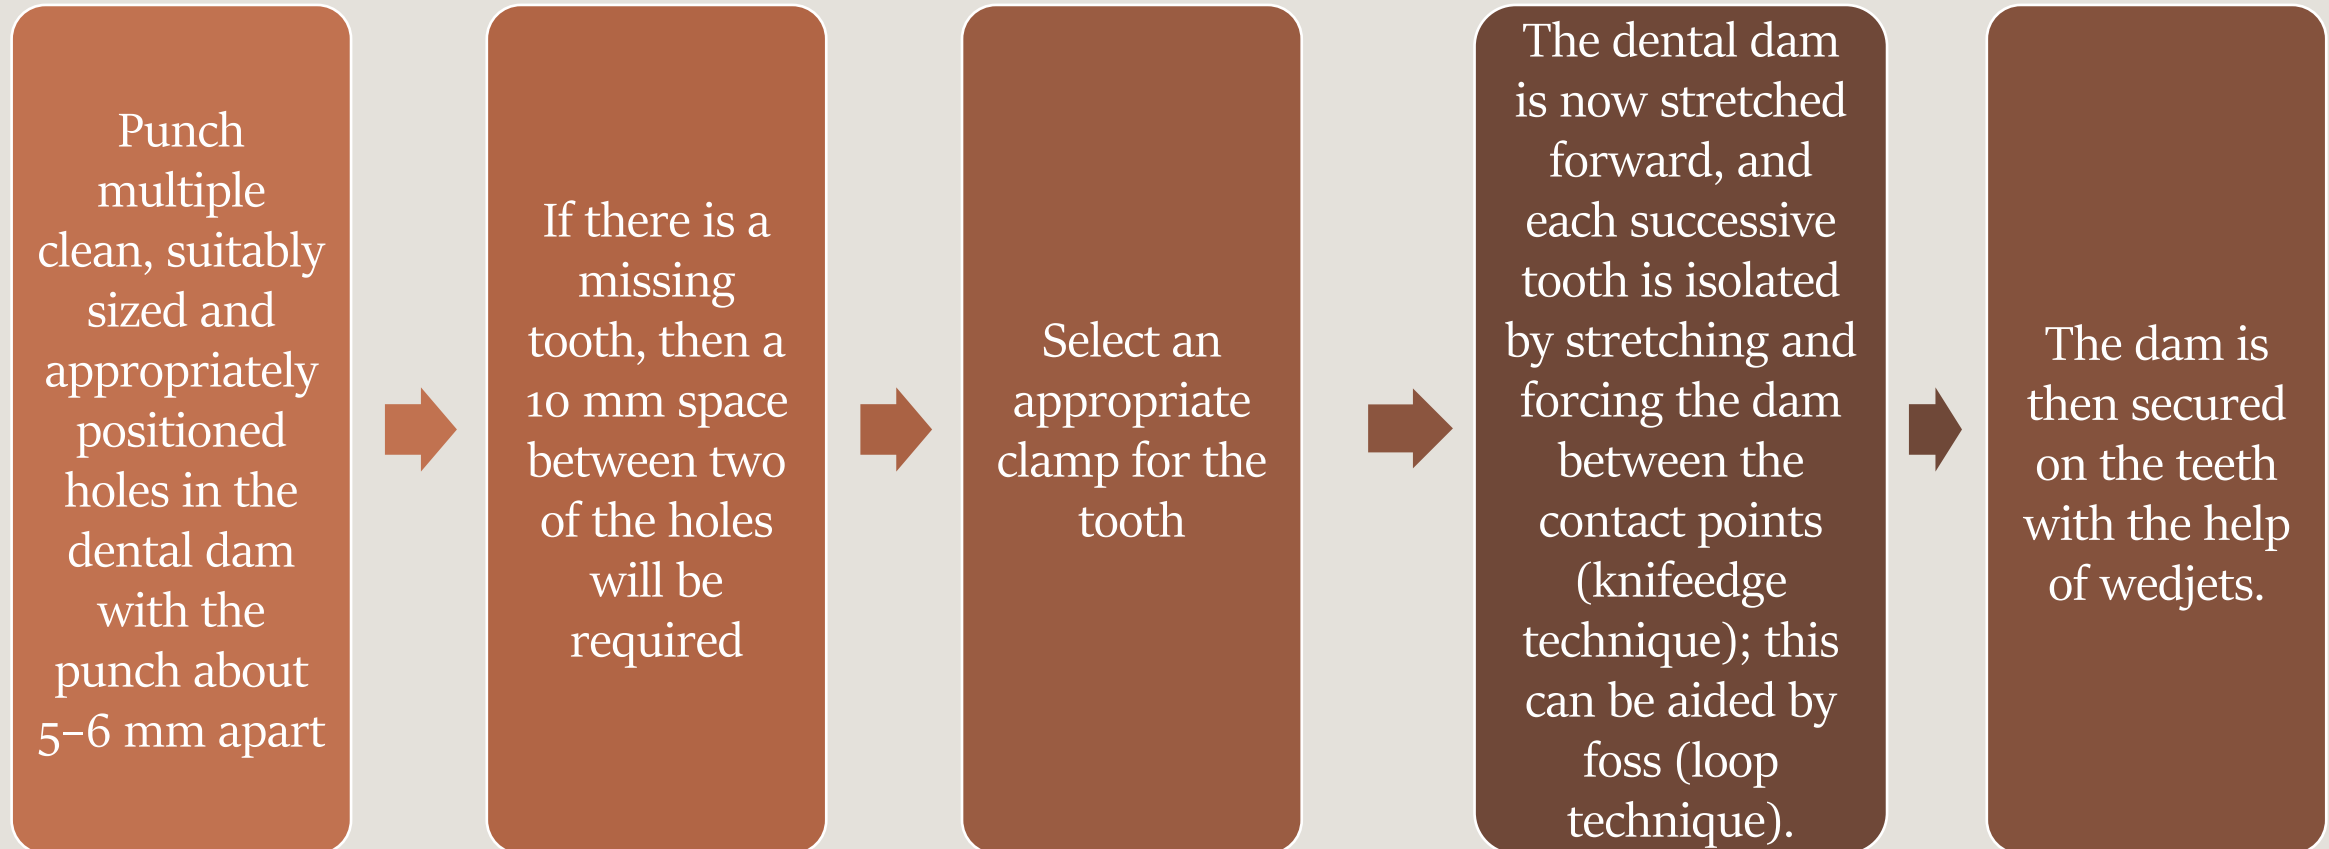 Punch
multiple
clean, suitably
sized and
appropriately
positioned
holes in the
dental dam
with the
punch about
5–6 mm apart
If there is a
missing
tooth, then a
10 mm space
between two
of the holes
will be
required
Select an
appropriate
clamp for the
tooth
The dental dam
is now stretched
forward, and
each successive
tooth is isolated
by stretching and
forcing the dam
between the
contact points
(knifeedge
technique); this
can be aided by
foss (loop
technique).
The dam is
then secured
on the teeth
with the help
of wedjets.